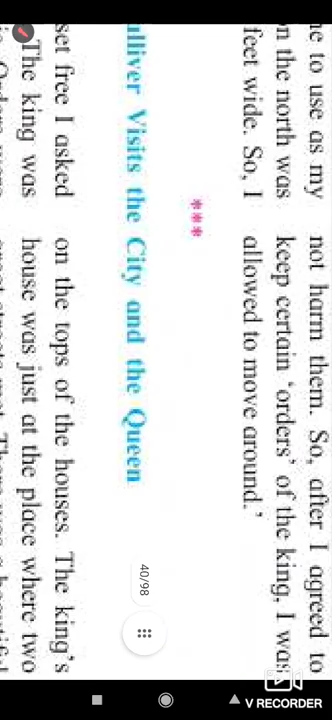 to use as my
the north was
feet wide. So, I
not harm them. So, after I agreed to
keep certain ‘orders’ of the king, I was
allowed to move around.’
***
ulliver Visits the City and the Queen
set free I asked
The king was
on the tops of the houses. The king’s
house was just at the place where two
40/98
V RECORDER